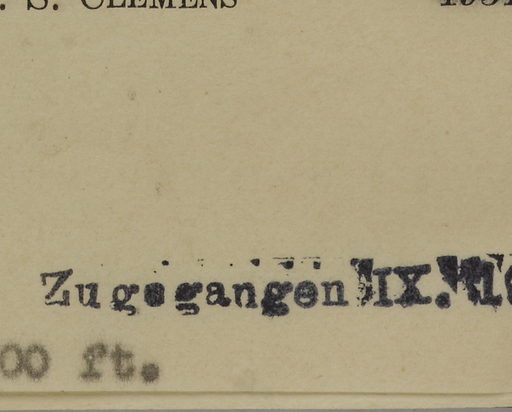 . S. CLEMENS
Zugegangen IX.
00 ft.